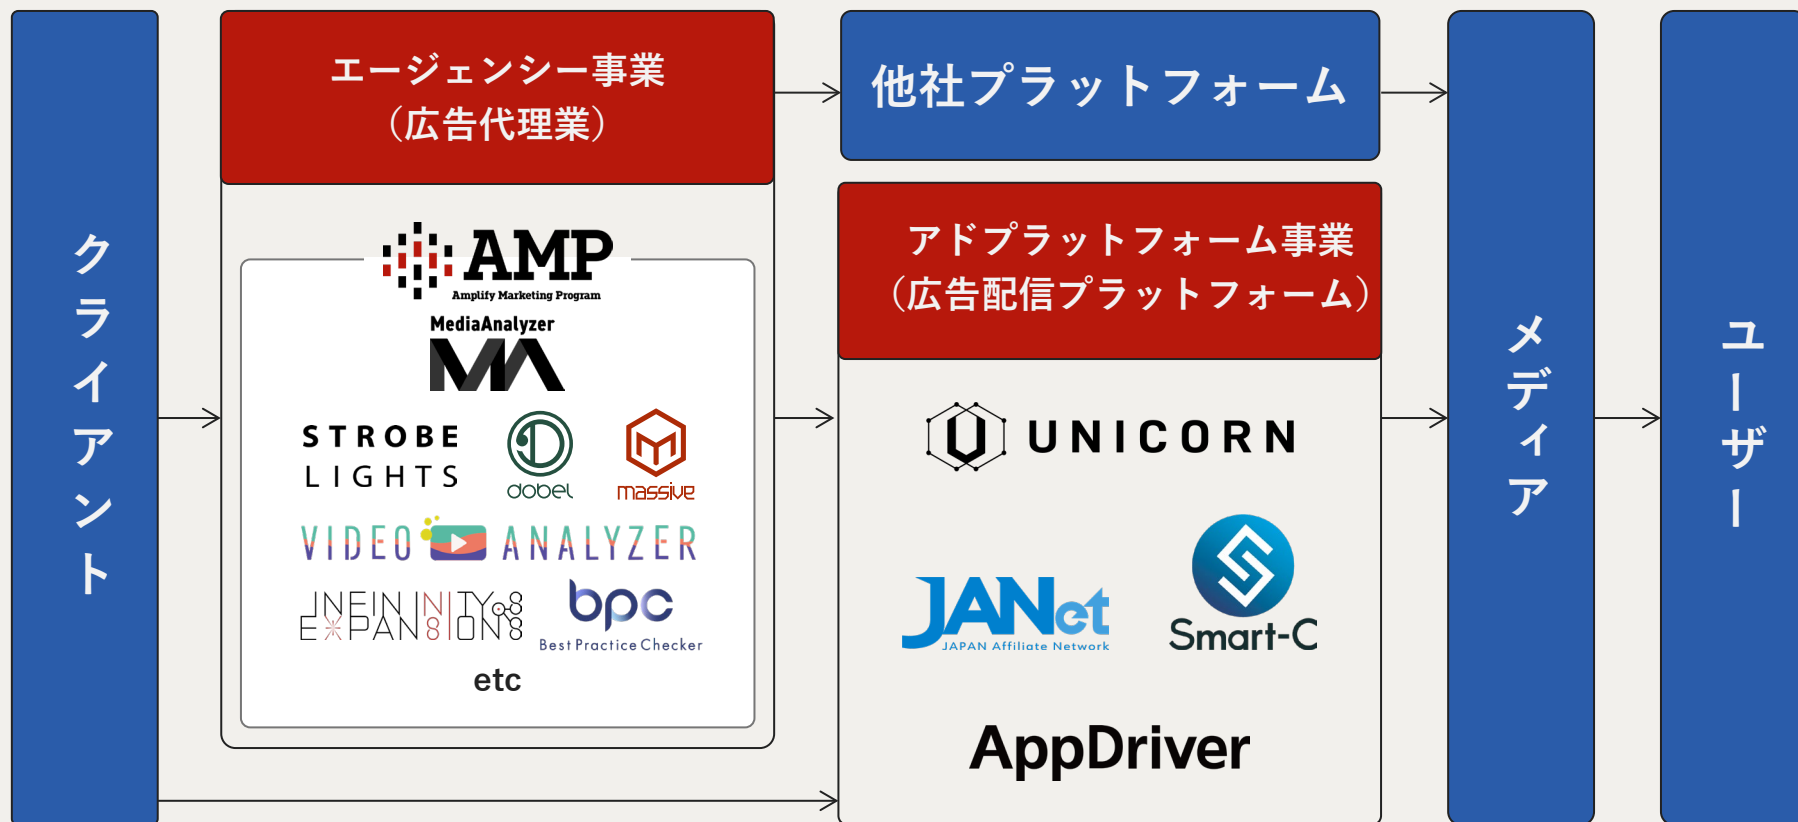 クライアント
エージェンシー事業
（広告代理業）
AMP
Amplify Marketing Program
MediaAnalyzer
MA
STROBE
LIGHTS
dobel
massive
VIDEO ANALYZER
INFINITY
EXPANSION
bpc
Best Practice Checker
etc
他社プラットフォーム
アドプラットフォーム事業
（広告配信プラットフォーム）
UNICORN
JANet
JAPAN Affiliate Network
Smart-C
AppDriver
メディア
ユーザー